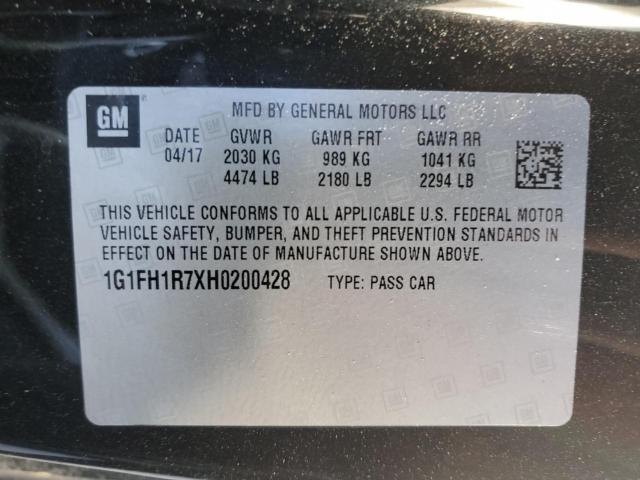 GM
MFD BY GENERAL MOTORS LLC
DATE GVWR GAWR FRT GAWR RR
04/17 2030 KG 989 KG 1041 KG
4474 LB 2180 LB 2294 LB
THIS VEHICLE CONFORMS TO ALL APPLICABLE U.S. FEDERAL MOTOR
VEHICLE SAFETY, BUMPER, AND THEFT PREVENTION STANDARDS IN
EFFECT ON THE DATE OF MANUFACTURE SHOWN ABOVE.
1G1FH1R7XH0200428 TYPE: PASS CAR